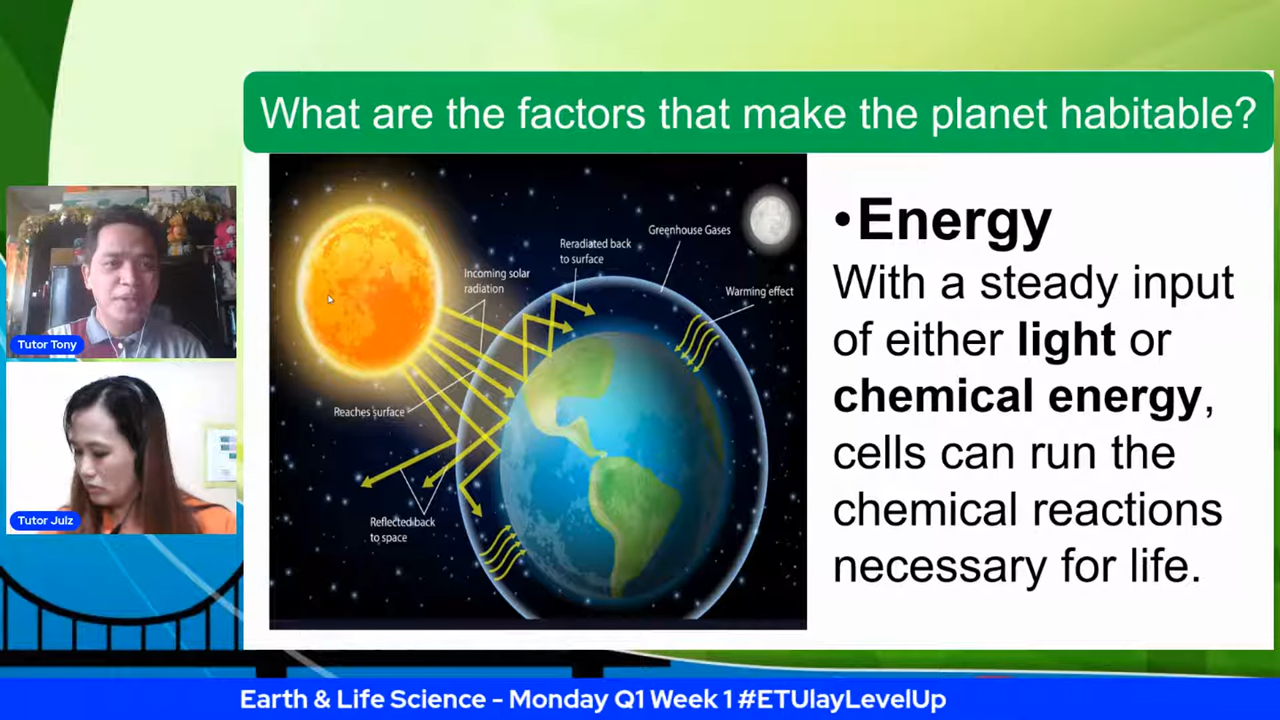 What are the factors that make the planet habitable?
Tutor Tony
Tutor Julz
Incoming solar
radiation
Reradiated back
to surface
Greenhouse Gases
Warming effect
Reaches surface
Reflected back
to space
•Energy
With a steady input
of either light or
chemical energy,
cells can run the
chemical reactions
necessary for life.
Earth & Life Science - Monday Q1 Week 1 #ETUlayLevelUp